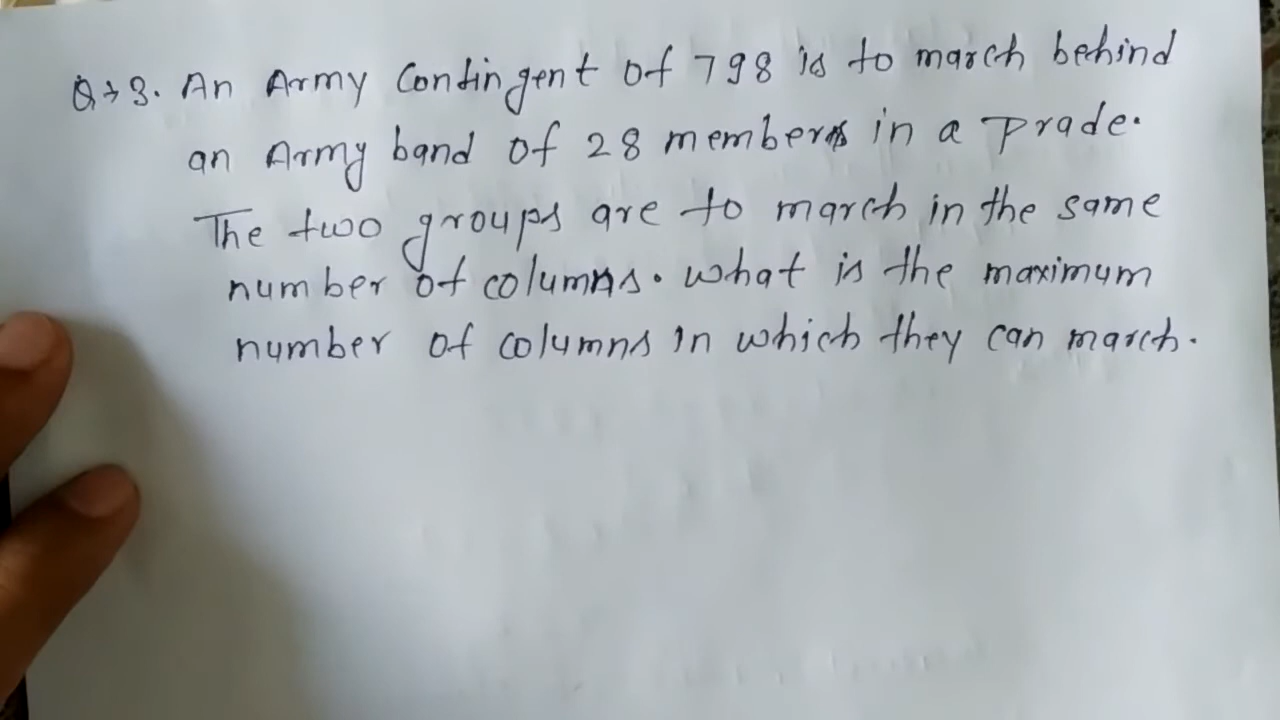 Q→3. An Army Contingent of 798 is to march behind
an Army band of 28 members in a Prade.
The two groups are to march in the same
number of columns. what is the maximum
number of columns in which they can march.